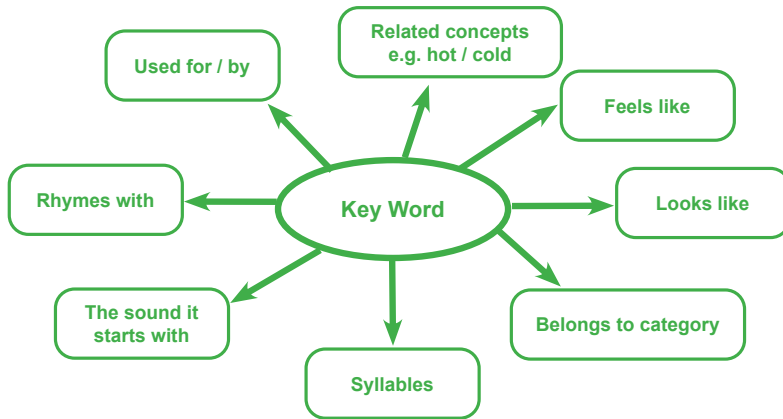 Related concepts
e.g. hot / cold
Used for / by
Feels like
Rhymes with
Key Word
Looks like
The sound it
starts with
Belongs to category
Syllables